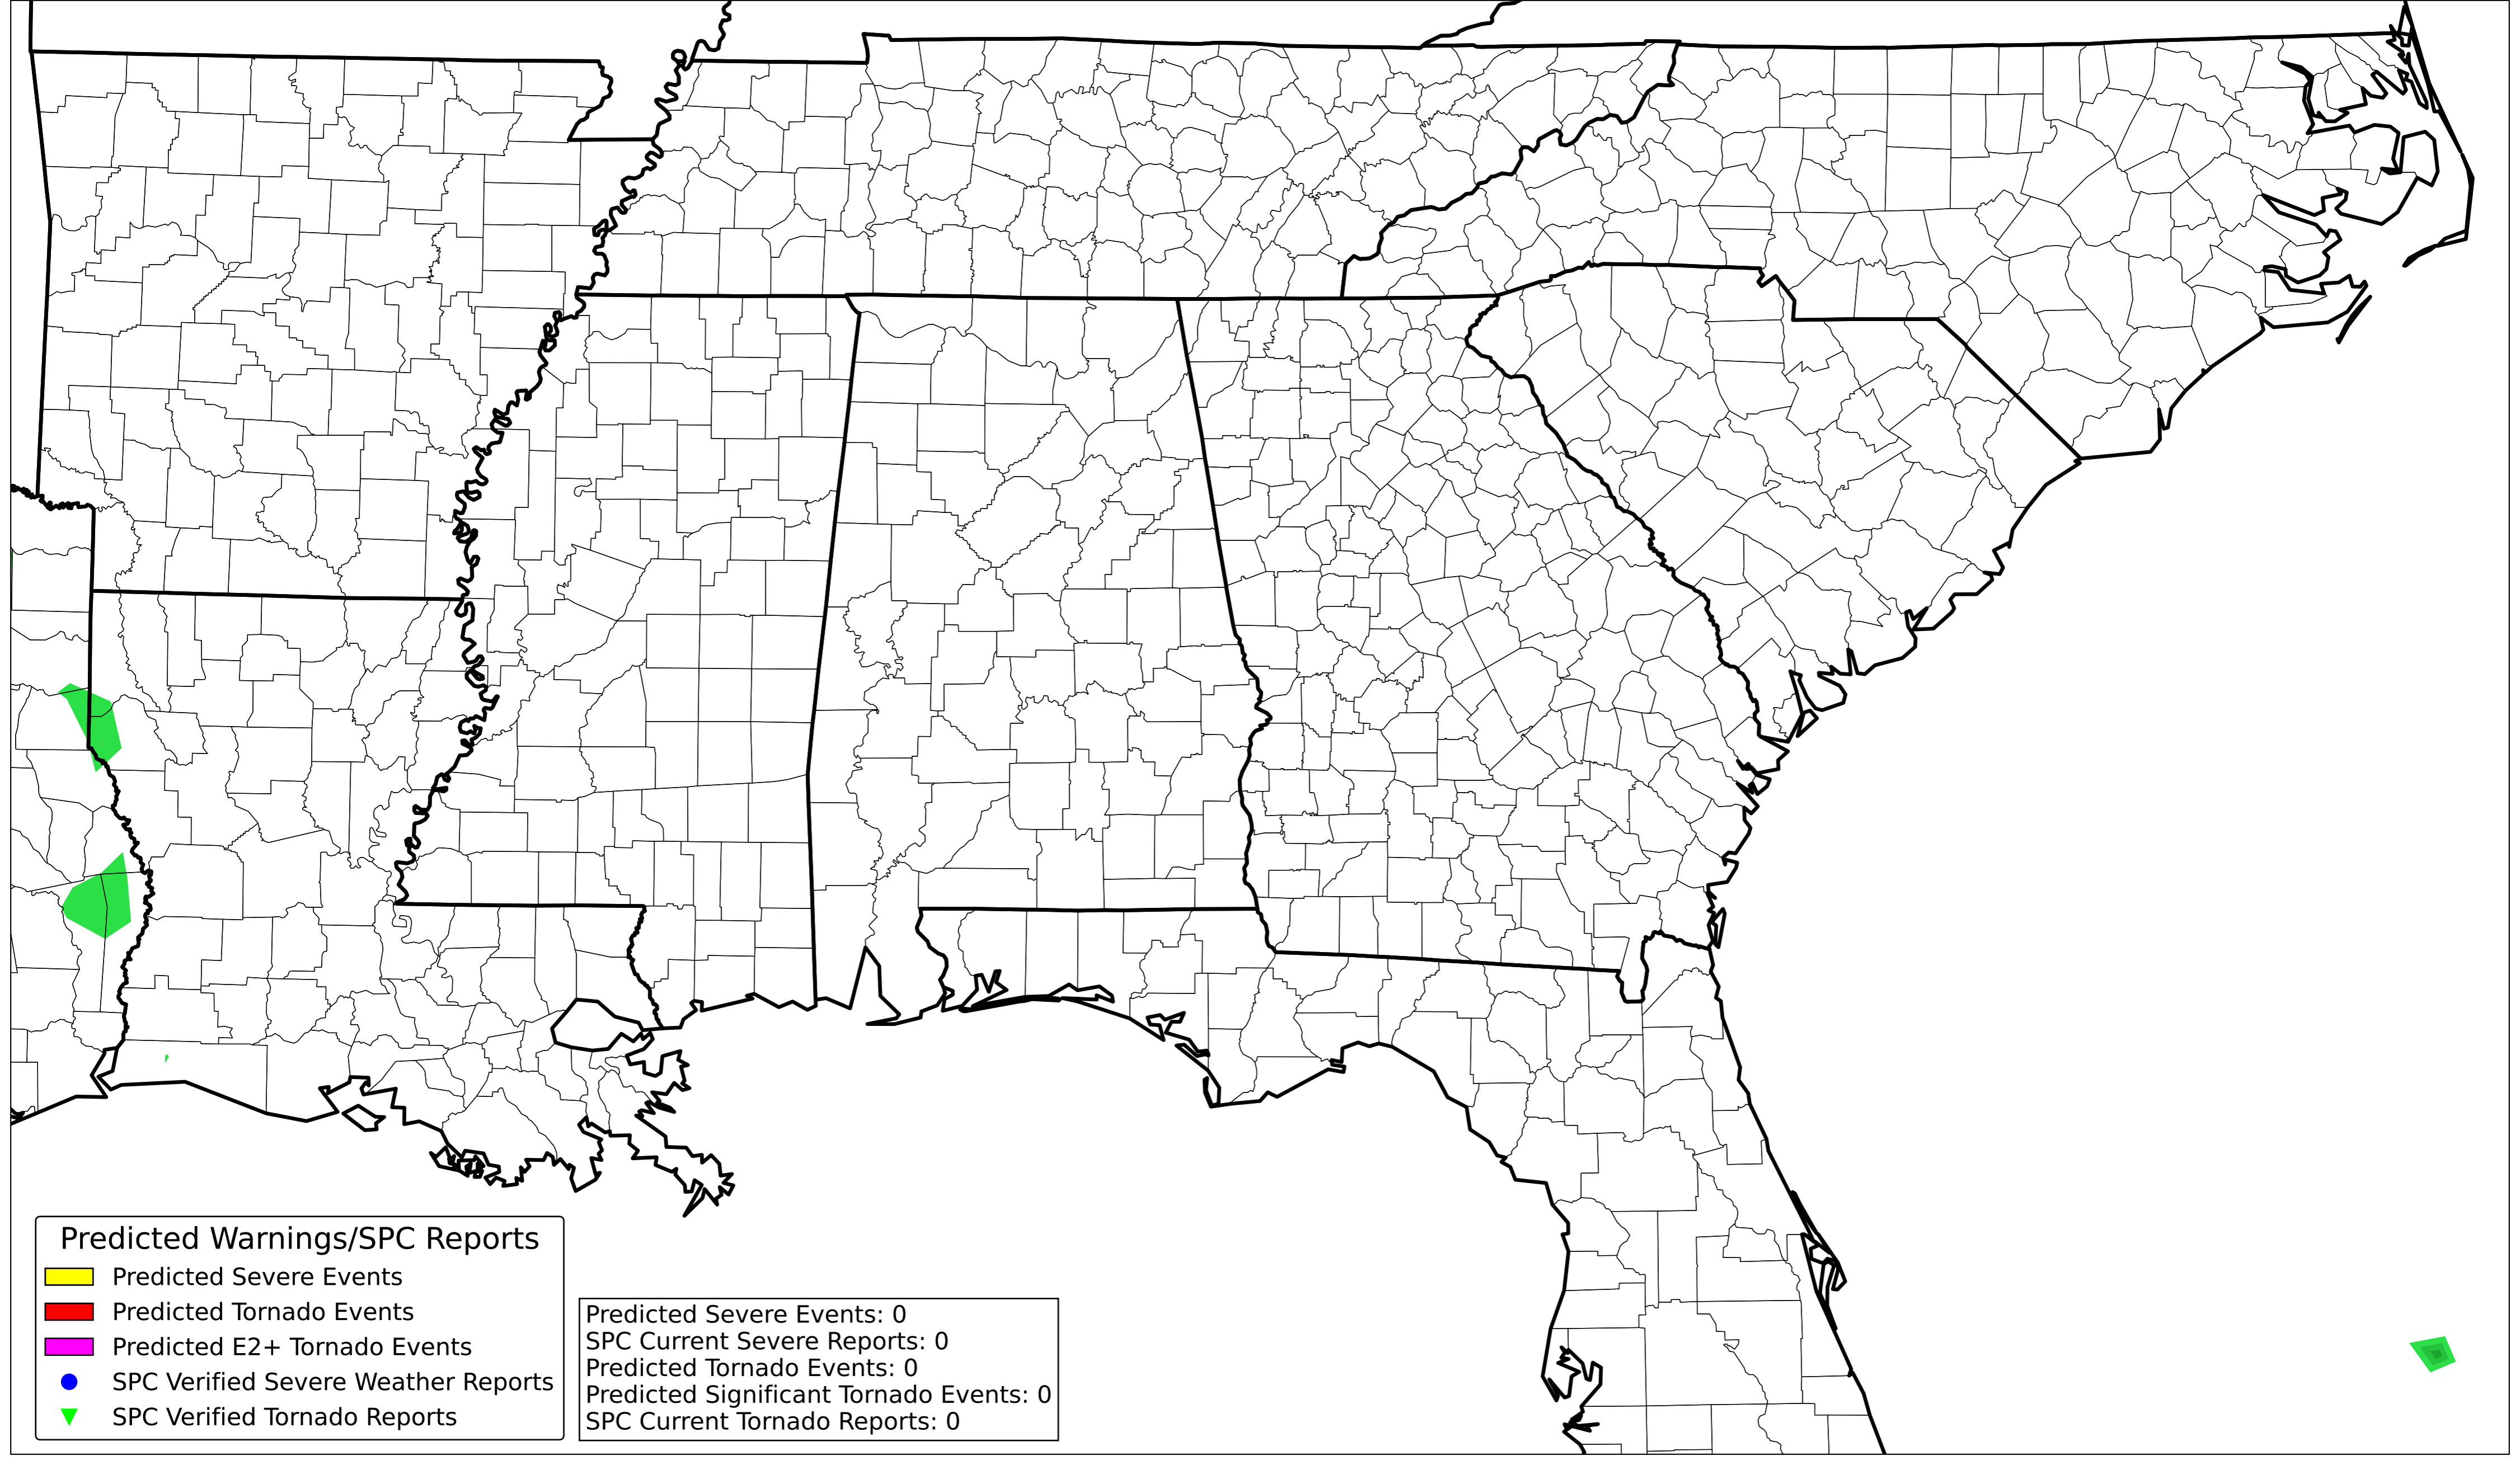 Predicted Warnings/SPC Reports
Predicted Severe Events
Predicted Tornado Events
Predicted E2+ Tornado Events
SPC Verified Severe Weather Reports
SPC Verified Tornado Reports
Predicted Severe Events: 0
SPC Current Severe Reports: 0
Predicted Tornado Events: 0
Predicted Significant Tornado Events: 0
SPC Current Tornado Reports: 0